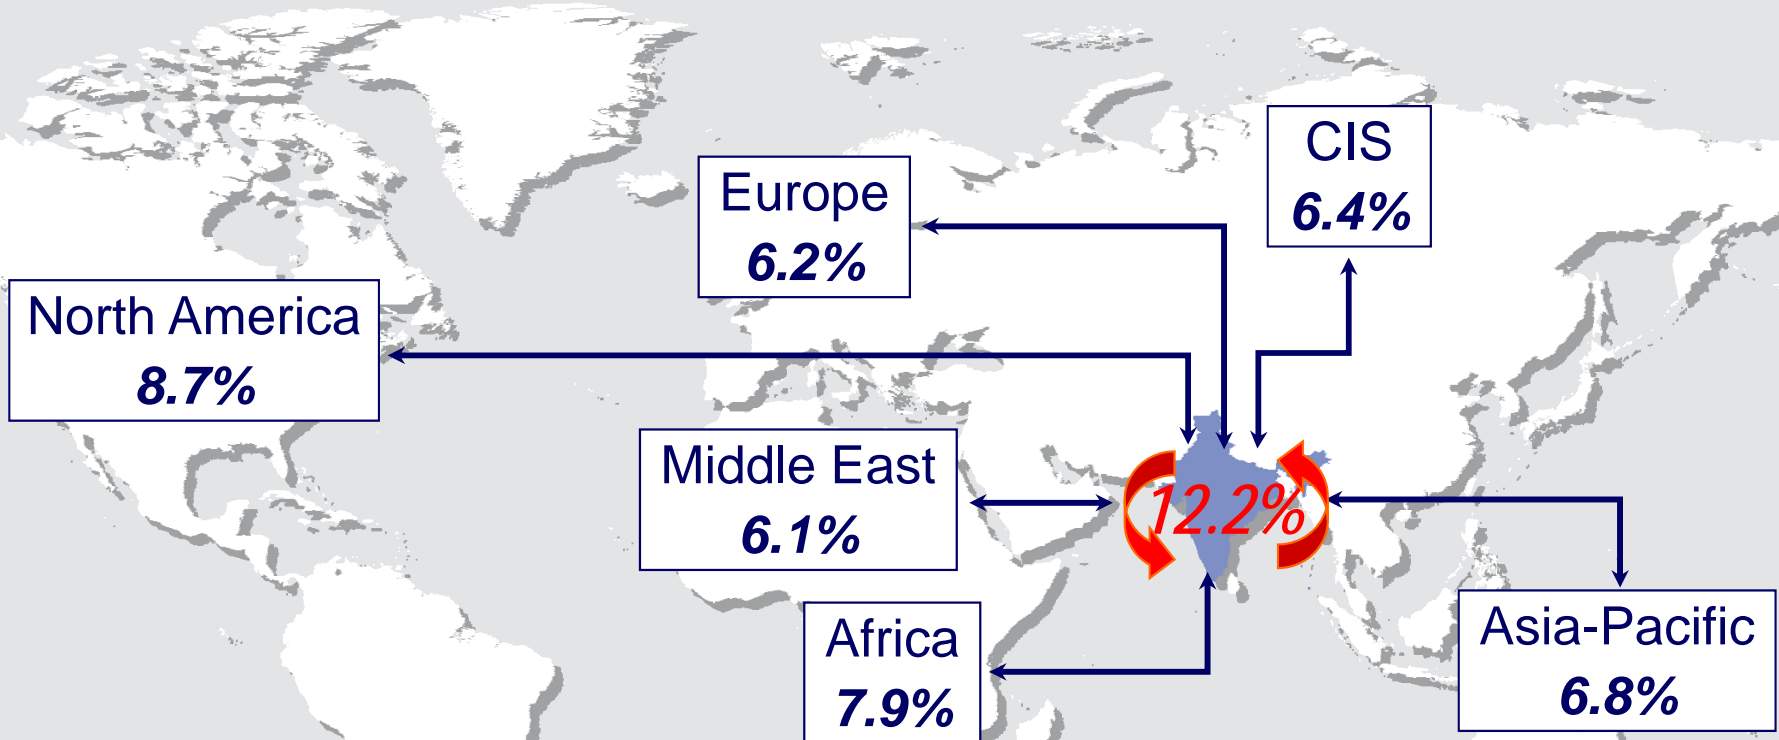 CIS
6.4%
Europe
6.2%
North America
8.7%
Middle East
6.1%
12.2%
Africa
7.9%
Asia-Pacific
6.8%